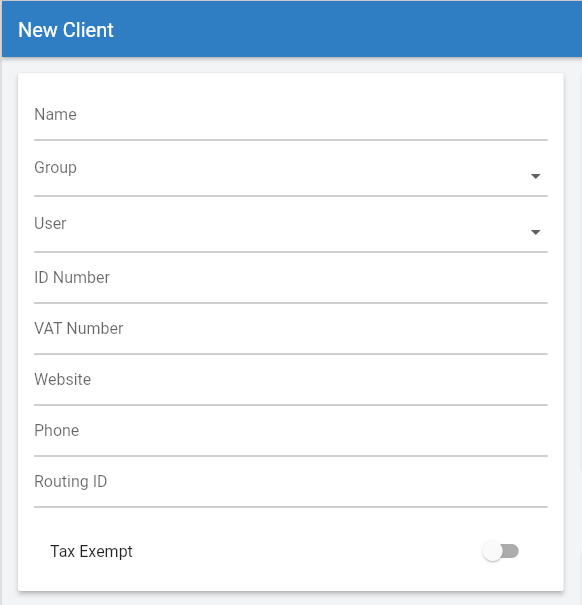 New Client
Name
Group
User
ID Number
VAT Number
Website
Phone
Routing ID
Tax Exempt